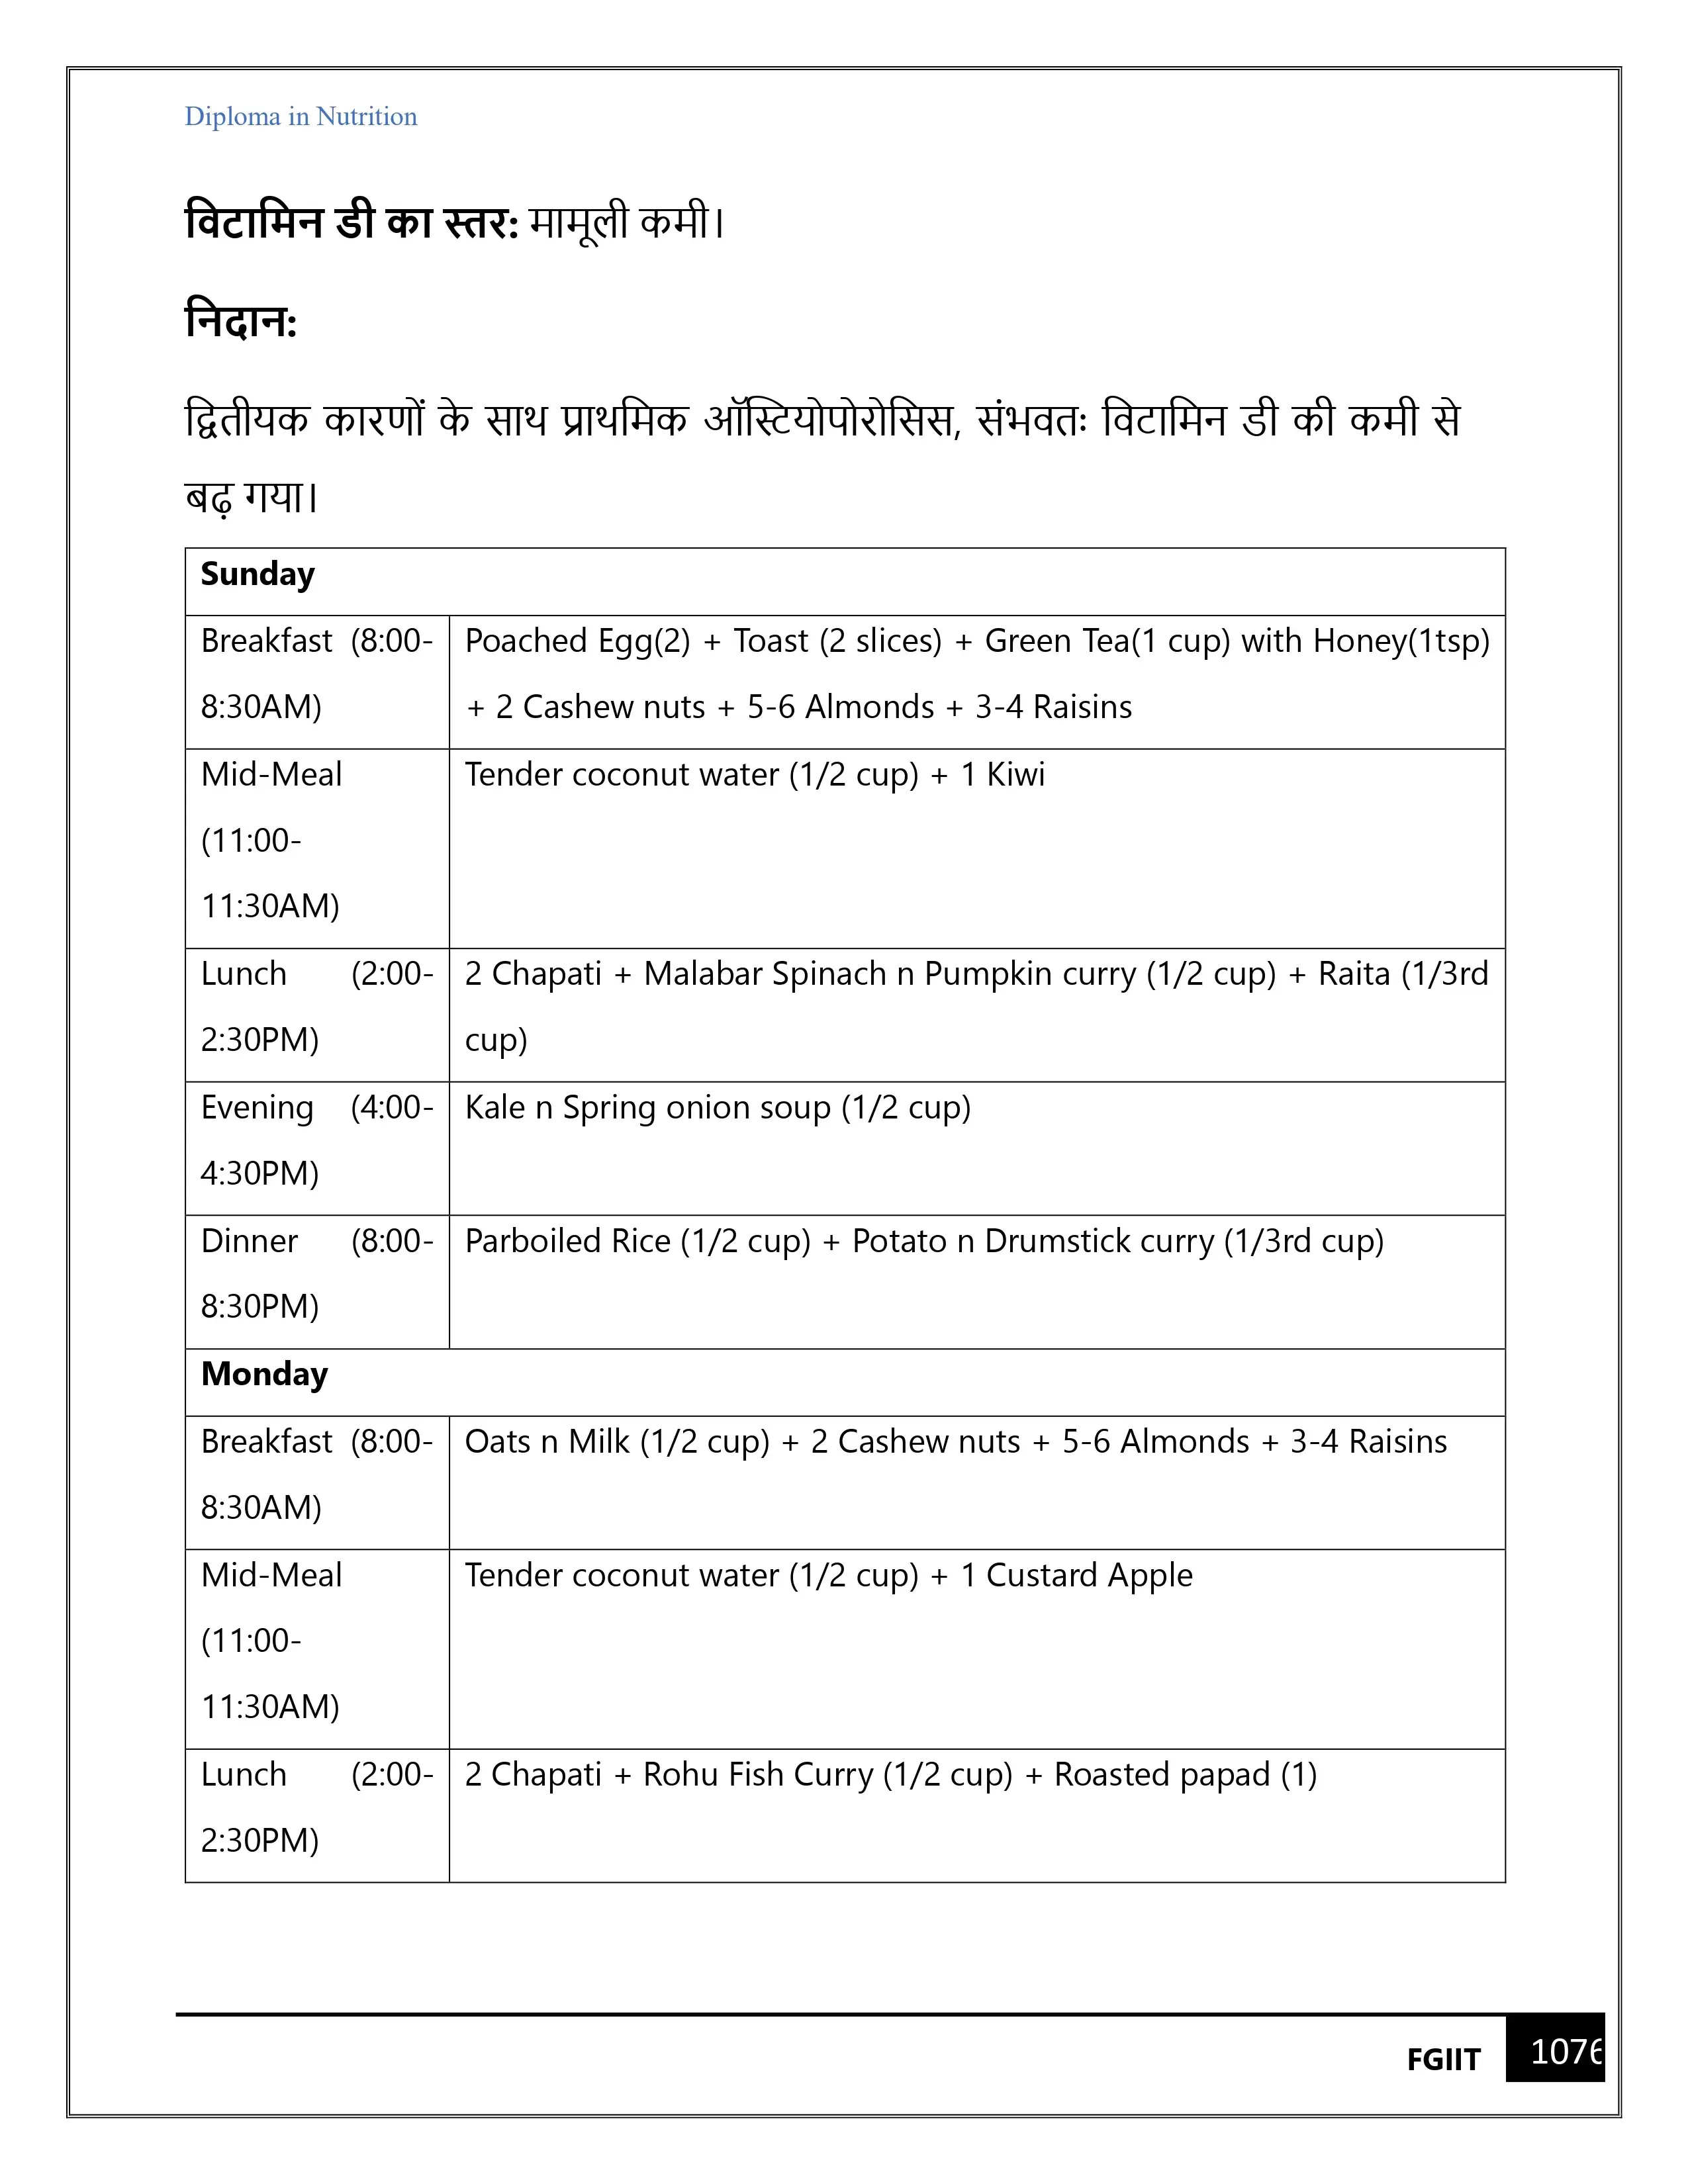 Diploma in Nutrition
विटामिन डी का स्तर: मामूली कमी।
निदान:
द्वितीयक कारणों के साथ प्राथमिक ऑस्टियोपोरोसिस, संभवतः विटामिन डी की कमी से
बढ़ गया।
Sunday
Breakfast (8:00-
8:30AM)
Poached Egg(2) + Toast (2 slices) + Green Tea(1 cup) with Honey(1tsp)
+ 2 Cashew nuts + 5-6 Almonds + 3-4 Raisins
Mid-Meal
(11:00-
11:30AM)
Tender coconut water (1/2 cup) + 1 Kiwi
Lunch (2:00-
2:30PM)
2 Chapati + Malabar Spinach n Pumpkin curry (1/2 cup) + Raita (1/3rd
cup)
Evening (4:00-
4:30PM)
Kale n Spring onion soup (1/2 cup)
Dinner (8:00-
8:30PM)
Parboiled Rice (1/2 cup) + Potato n Drumstick curry (1/3rd cup)
Monday
Breakfast (8:00-
8:30AM)
Oats n Milk (1/2 cup) + 2 Cashew nuts + 5-6 Almonds + 3-4 Raisins
Mid-Meal
(11:00-
11:30AM)
Tender coconut water (1/2 cup) + 1 Custard Apple
Lunch (2:00-
2:30PM)
2 Chapati + Rohu Fish Curry (1/2 cup) + Roasted papad (1)
FGIIT 1076